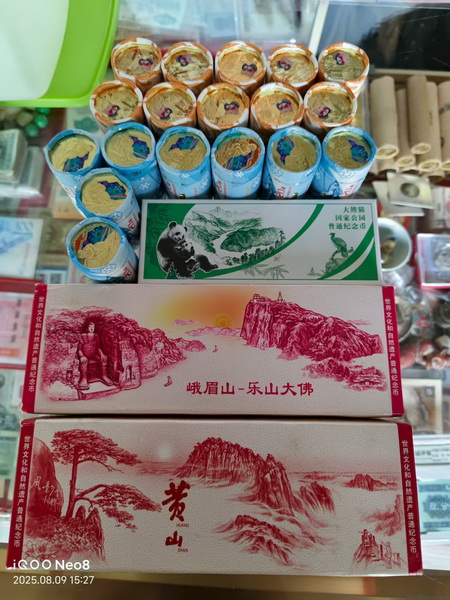 大熊猫
国家公园
普通纪念币
世界文化和自然遗产普通纪念币
峨眉山-乐山大佛
世界文化和自然遗产普通纪念币
世界文化和自然遗产普通纪念币
黄山
HUANG
SHAN
世界文化和自然遗产普通纪念币
iQOO Neo8
2025.08.09 15:27